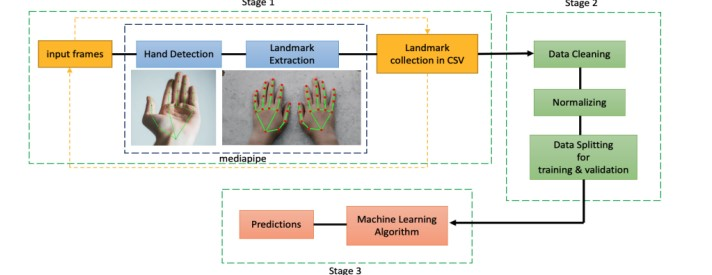 Stage 1
Stage 2
input frames
Hand Detection
Landmark
Extraction
Landmark
collection in CSV
mediapipe
Data Cleaning
Normalizing
Data Splitting
for
training & validation
Predictions
Machine Learning
Algorithm
Stage 3